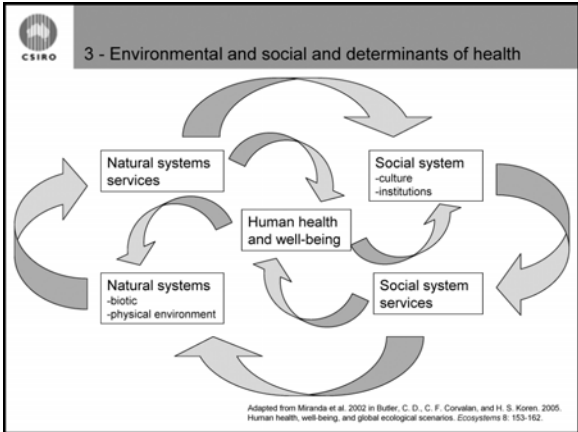 CSIRO
3 - Environmental and social and determinants of health
Natural systems
services
Social system
-culture
-institutions
Human health
and well-being
Natural systems
-biotic
-physical environment
Social system
services
Adapted from Miranda et al. 2002 in Butler, C. D., C. F. Corvalan, and H. S. Koren. 2005.
Human health, well-being, and global ecological scenarios. Ecosystems 8: 153-162.